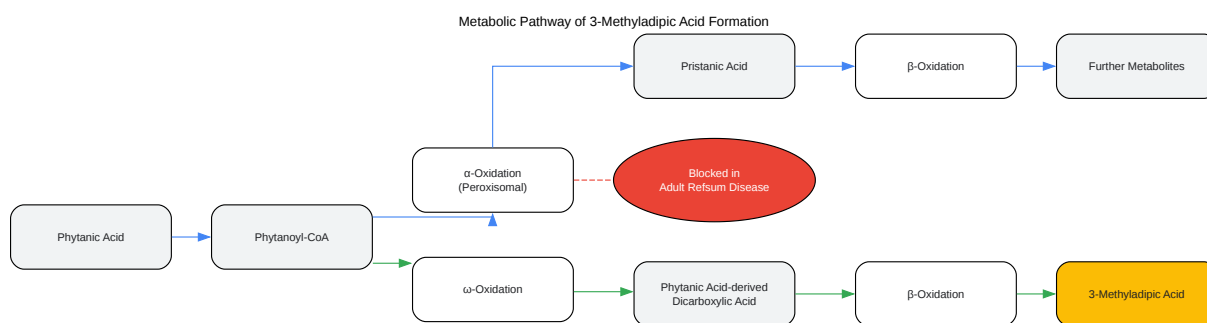 Metabolic Pathway of 3-Methyladipic Acid Formation
Pristanic Acid
β-Oxidation
Further Metabolites
α-Oxidation
(Peroxisomal)
Blocked in
Adult Refsum Disease
Phytanic Acid
Phytanoyl-CoA
ω-Oxidation
Phytanic Acid-derived
Dicarboxylic Acid
β-Oxidation
3-Methyladipic Acid